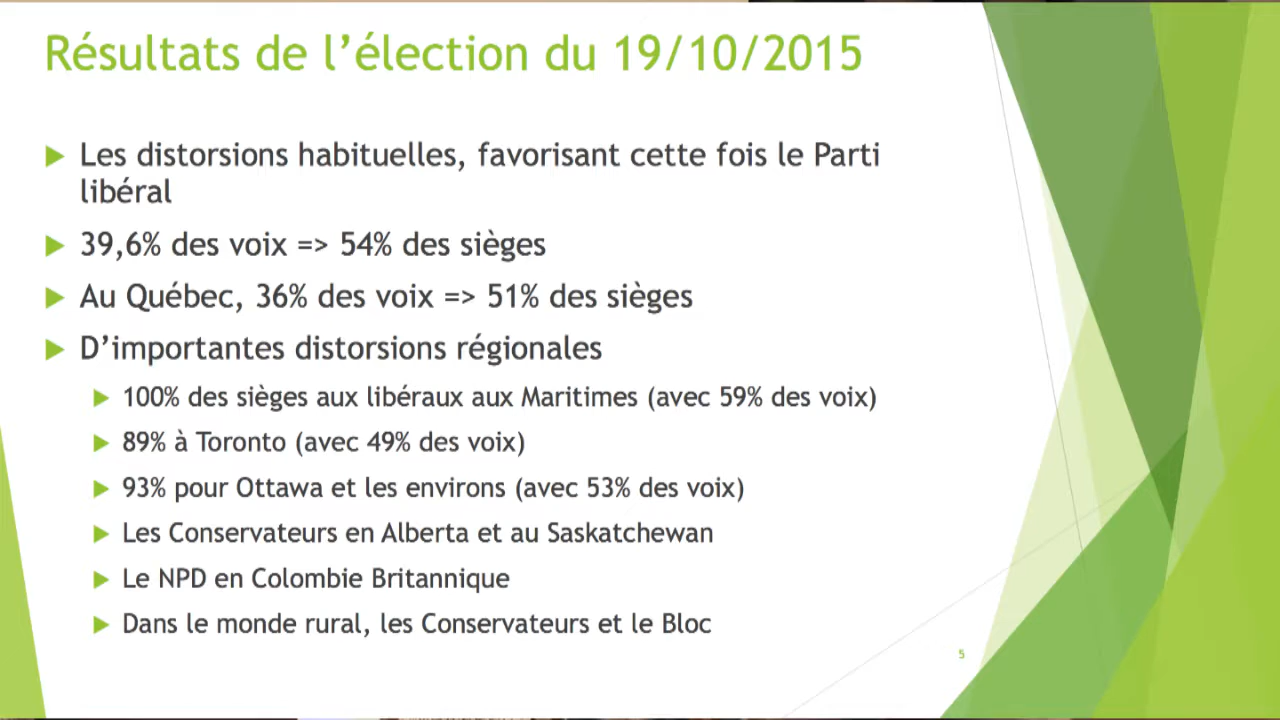 Résultats de l’élection du 19/10/2015
Les distorsions habituelles, favorisant cette fois le Parti
libéral
39,6% des voix => 54% des sièges
Au Québec, 36% des voix => 51% des sièges
D’importantes distorsions régionales
100% des sièges aux libéraux aux Maritimes (avec 59% des voix)
89% à Toronto (avec 49% des voix)
93% pour Ottawa et les environs (avec 53% des voix)
Les Conservateurs en Alberta et au Saskatchewan
Le NPD en Colombie Britannique
Dans le monde rural, les Conservateurs et le Bloc
5